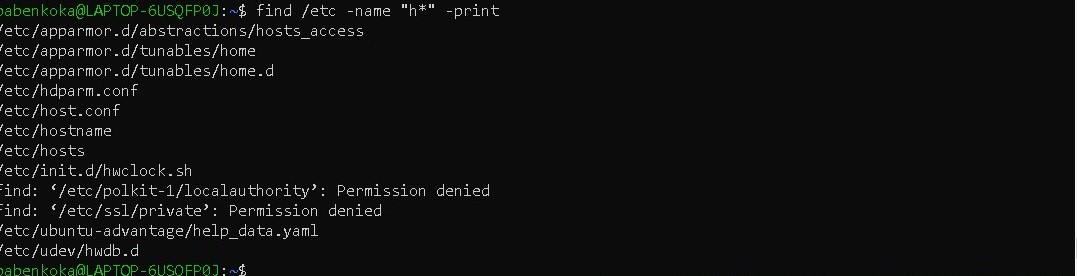 babenkoka@LAPTOP-6USQFP0J:~$ find /etc -name "h*" -print
/etc/apparmor.d/abstractions/hosts_access
/etc/apparmor.d/tunables/home
/etc/apparmor.d/tunables/home.d
/etc/hdparm.conf
/etc/host.conf
/etc/hostname
/etc/hosts
/etc/init.d/hwclock.sh
find: ‘/etc/polkit-1/localauthority’: Permission denied
find: ‘/etc/ssl/private’: Permission denied
/etc/ubuntu-advantage/help_data.yaml
/etc/udev/hwdb.d
babenkoka@LAPTOP-6USQFP0J:~$